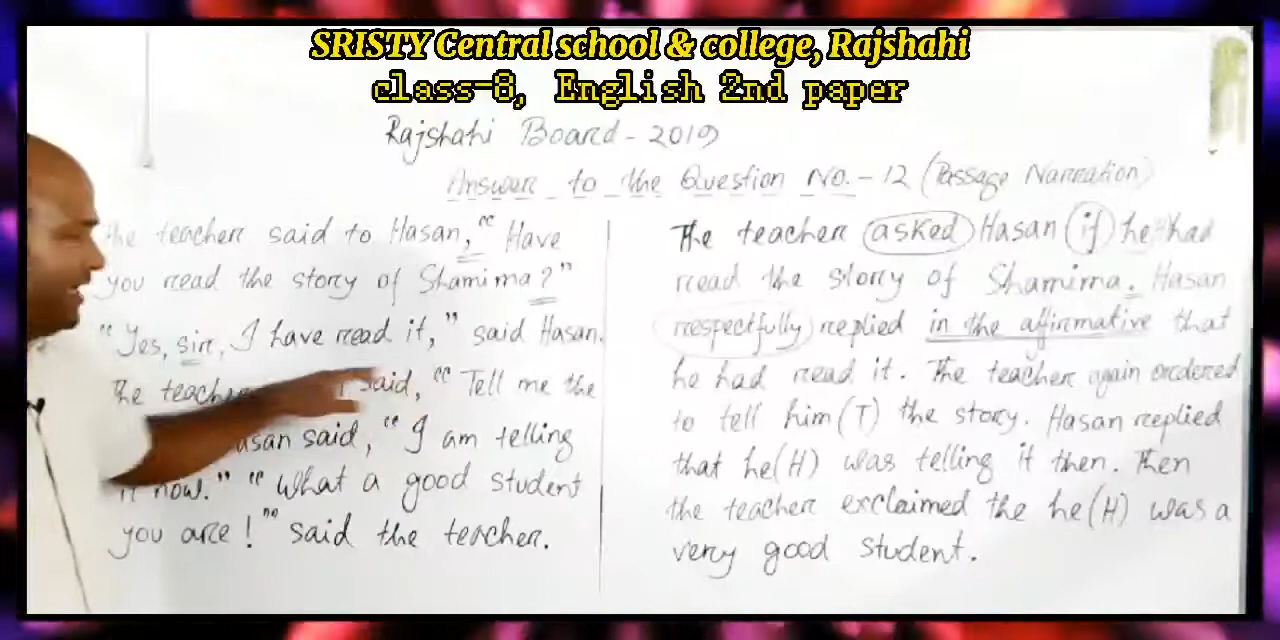 SRISTY Central school & college, Rajshahi
class-8, English 2nd paper
Rajshahi Board - 2019
Answer to the Question No. - 12 (Passage Narration)
The teacher said to Hasan, "Have
you read the story of Shamima?"
"Yes, sir, I have read it," said Hasan.
The teacher said, "Tell me the
said, "I am telling
it now." "What a good student
you are!" said the teacher.
The teacher asked Hasan if he had
read the story of Shamima. Hasan
respectfully replied in the affirmative that
he had read it. The teacher again ordered
to tell him (T) the story. Hasan replied
that he (H) was telling it then. Then
the teacher exclaimed the he (H) was a
very good student.